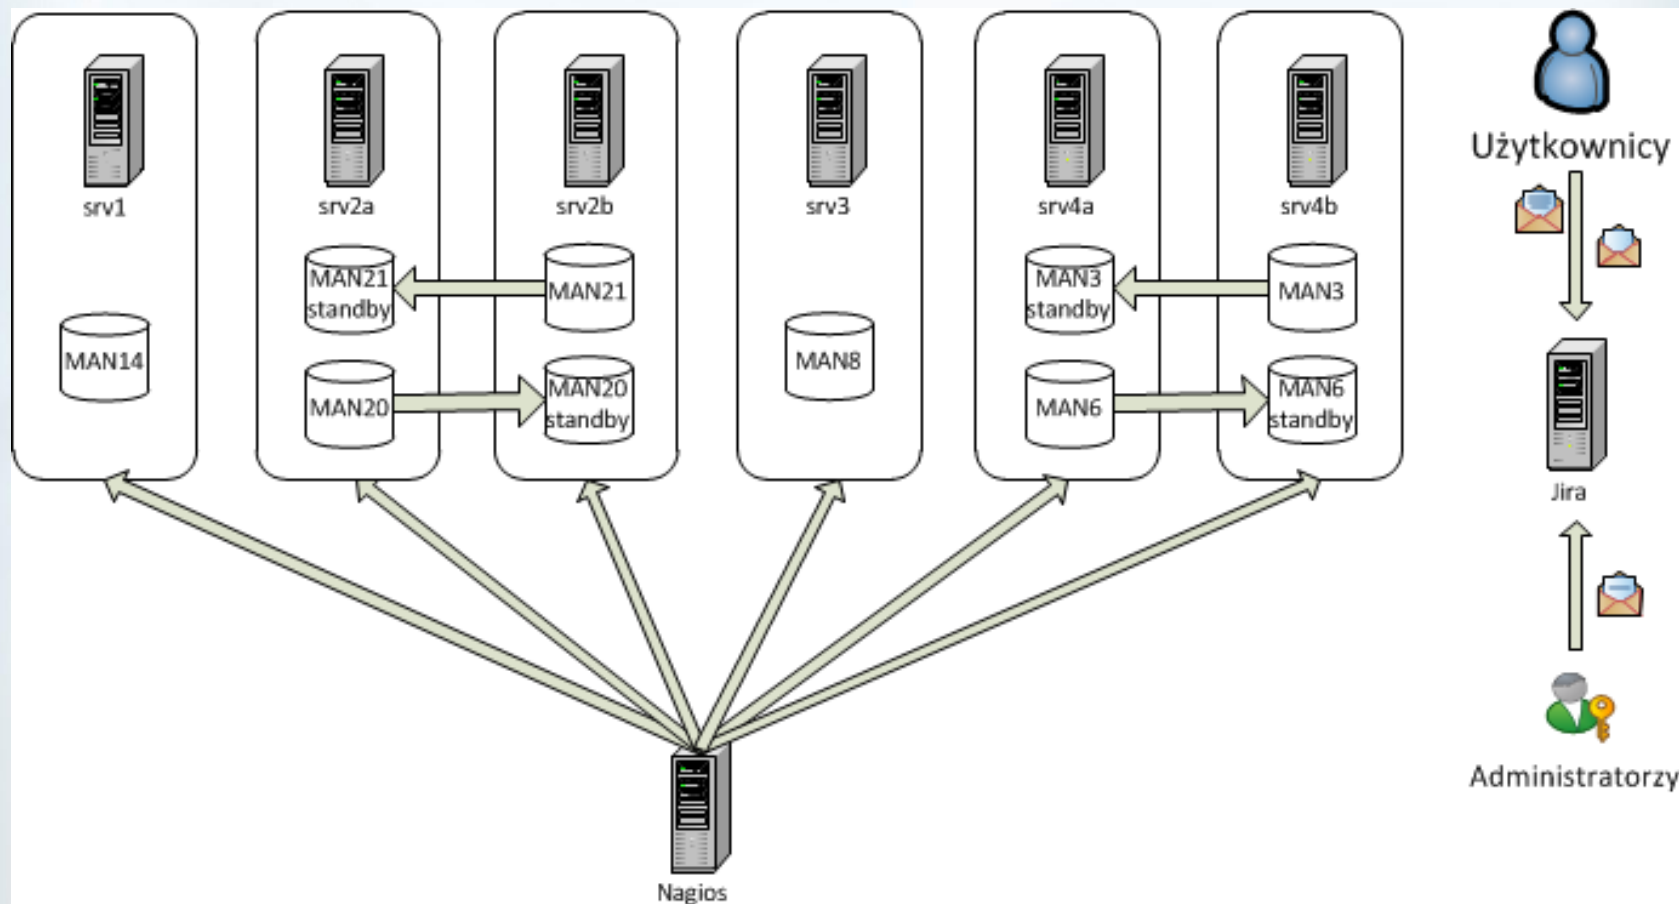 srv1
srv2a
srv2b
srv3
srv4a
srv4b
Użytkownicy
MAN21
standby
MAN21
MAN3
standby
MAN3
MAN14
MAN20
MAN20
standby
MAN8
MAN6
MAN6
standby
Jira
Administratorzy
Nagios